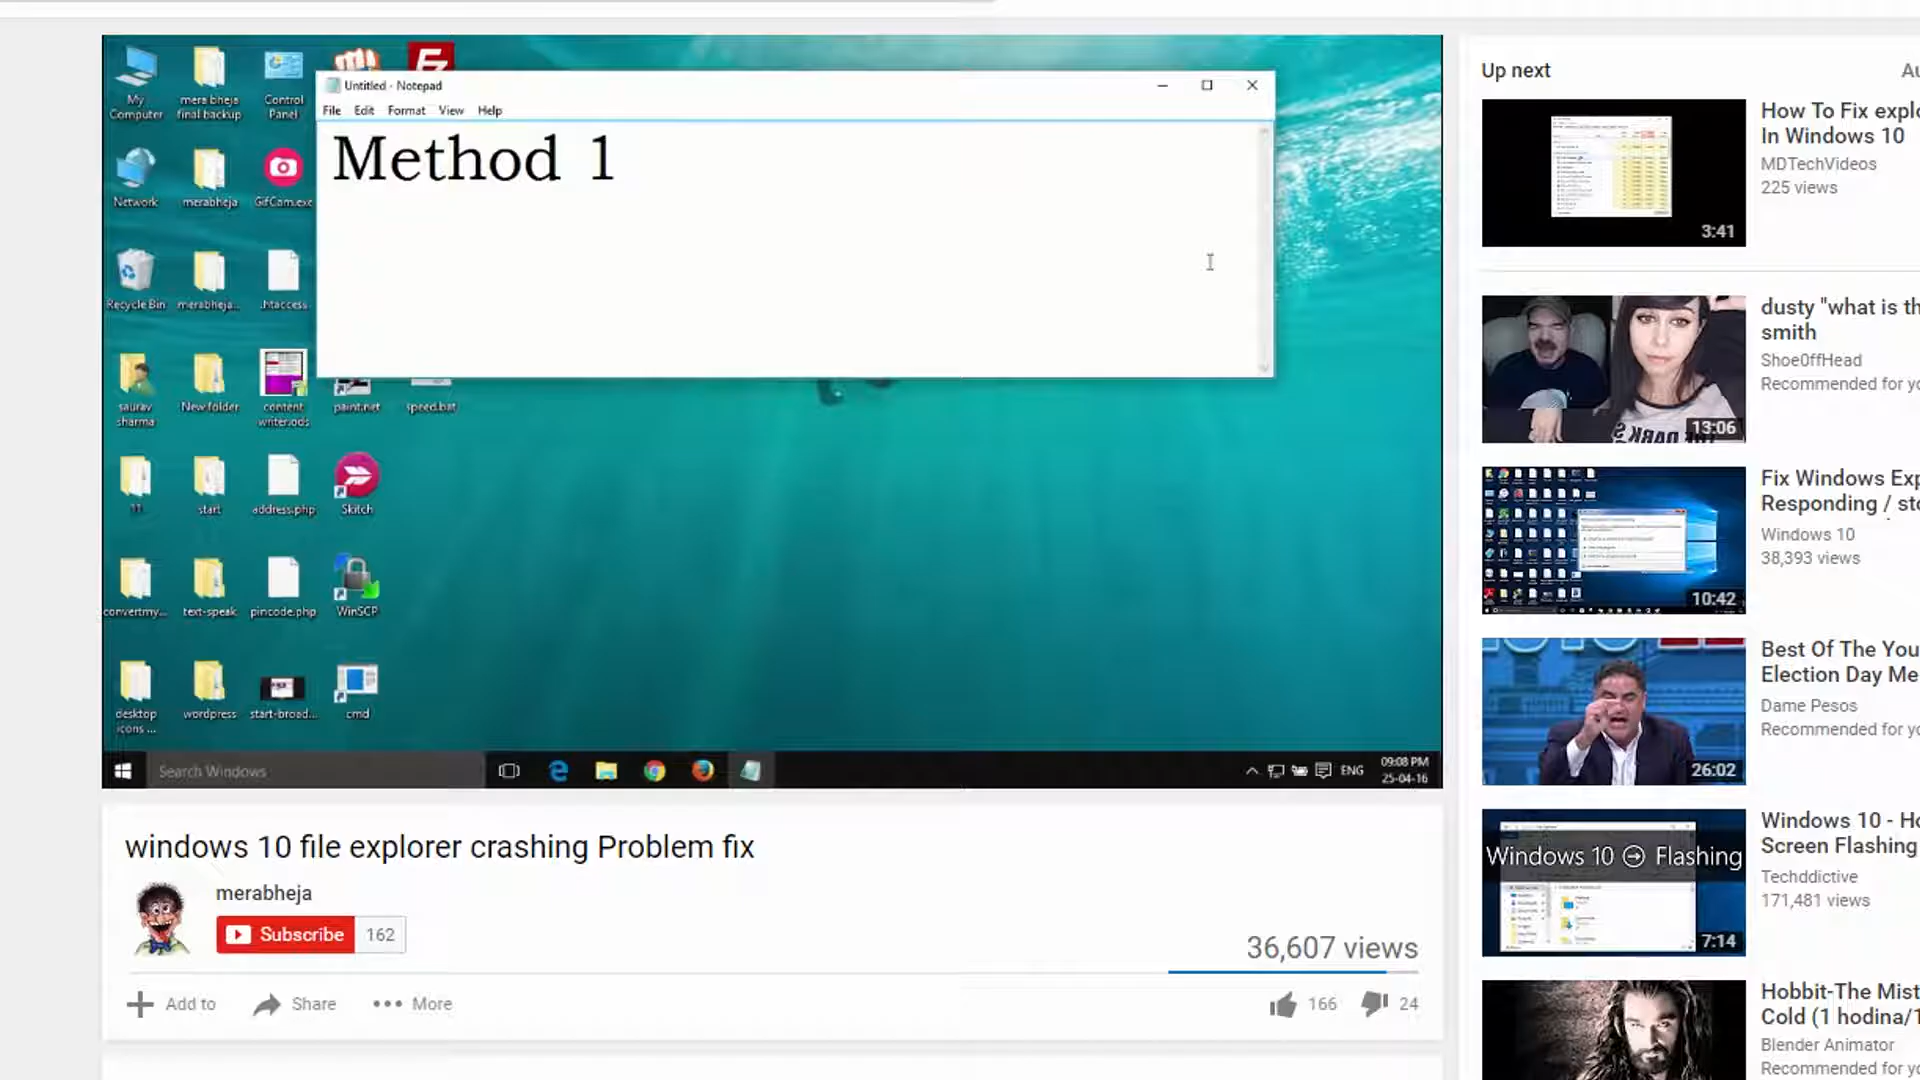 My
Computer
mera bheja
final backup
Control
Panel
Untitled - Notepad
File Edit Format View Help
Method 1
Network
merabheja
GifCam.exe
Recycle Bin
merabheja...
.htaccess
saurav
sharma
New folder
content
writer.ods
paint.net
speed.bat
11
start
address.php
Skitch
convertmy...
text-speak
pincode.php
WinSCP
desktop
icons ...
wordpress
start-broad...
cmd
Search Windows
ENG
09:08 PM
25-04-16
windows 10 file explorer crashing Problem fix
merabheja
Subscribe 162
36,607 views
Add to Share More
166 24
Up next
Au
3:41
How To Fix explo
In Windows 10
MDTechVideos
225 views
13:06
dusty "what is th
smith
ShoeOffHead
Recommended for yo
10:42
Fix Windows Exp
Responding / sto
Windows 10
38,393 views
26:02
Best Of The You
Election Day Me
Dame Pesos
Recommended for yo
Windows 10 → Flashing
7:14
Windows 10 - Ho
Screen Flashing
Techddictive
171,481 views
Hobbit-The Mist
Cold (1 hodina/1
Blender Animator
Recommended for yo